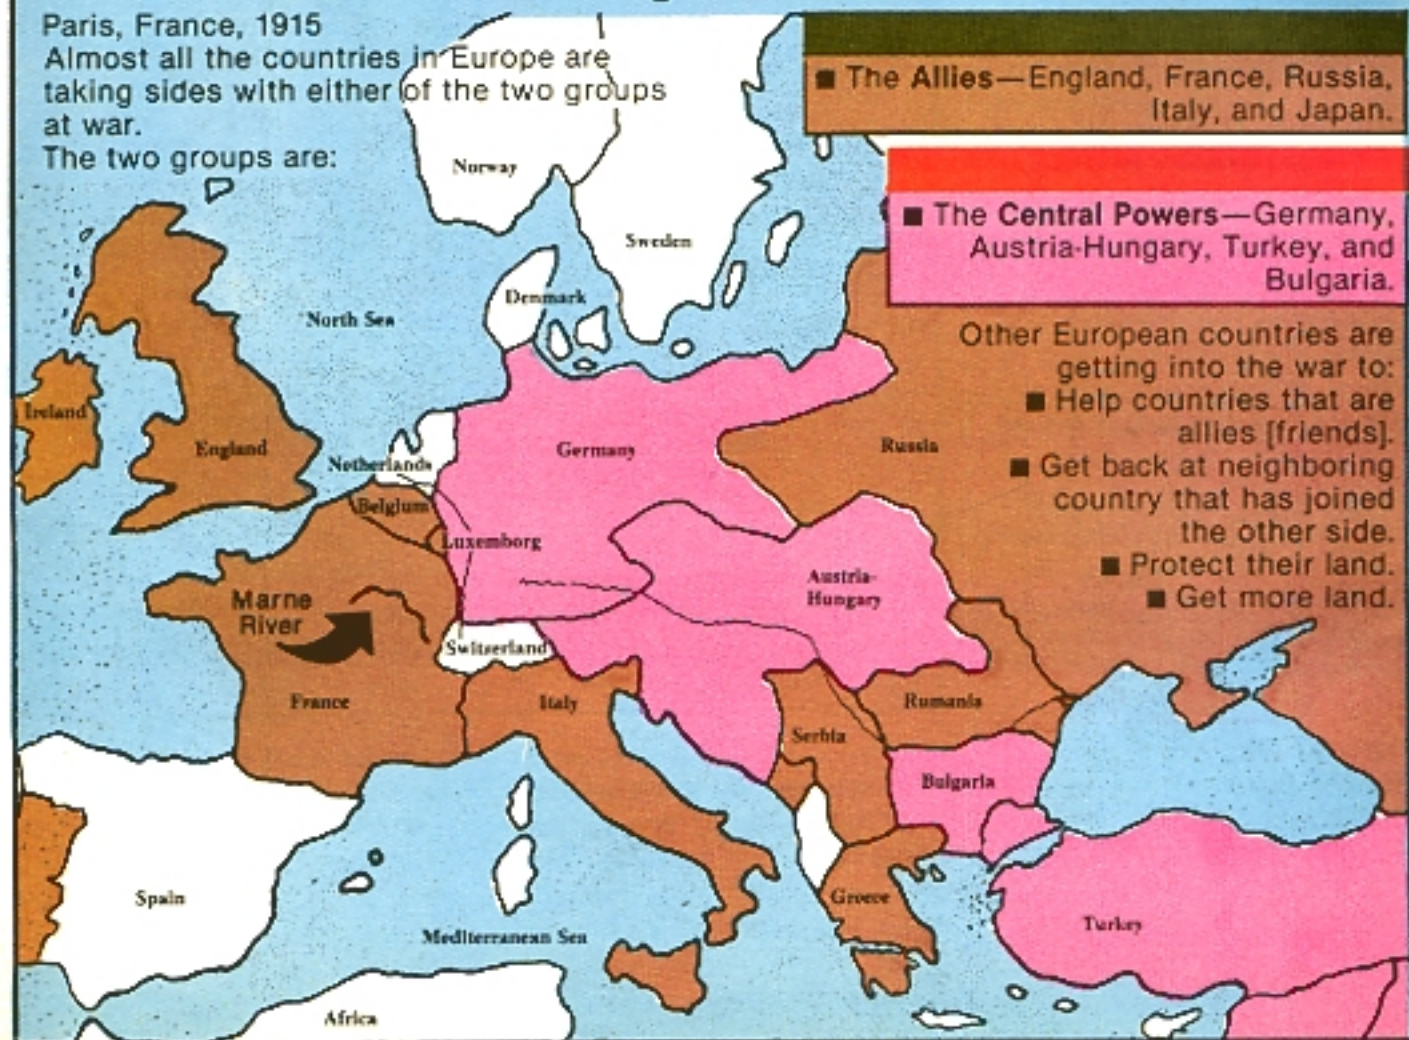 Paris, France, 1915
Almost all the countries in Europe are
taking sides with either of the two groups
at war.
The two groups are:
■ The Allies—England, France, Russia,
Italy, and Japan.
■ The Central Powers—Germany,
Austria-Hungary, Turkey, and
Bulgaria.
Other European countries are
getting into the war to:
■ Help countries that are
allies [friends].
■ Get back at neighboring
country that has joined
the other side.
■ Protect their land.
■ Get more land.
Norway
Sweden
Denmark
North Sea
Ireland
England
Netherlands
Germany
Russia
Belgium
Luxemborg
Austria-
Hungary
Marne
River
Switzerland
France
Italy
Rumania
Serbia
Bulgaria
Spain
Greece
Turkey
Mediterranean Sea
Africa